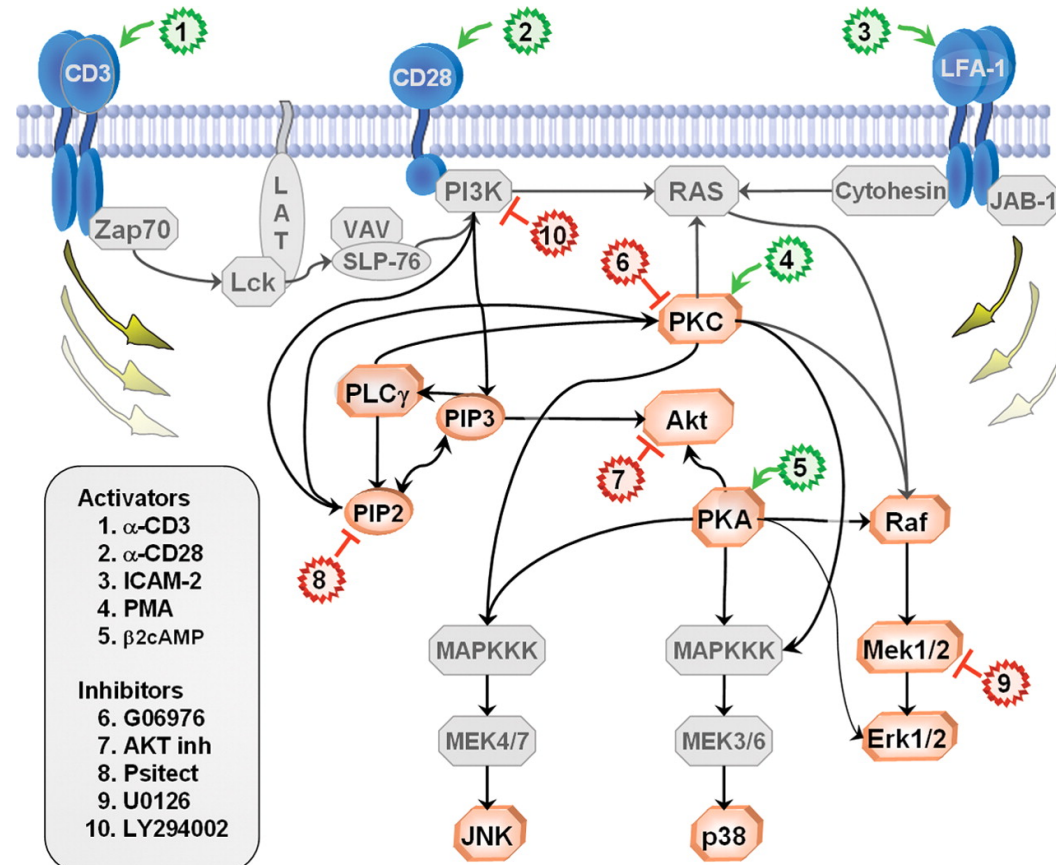 1
2
3
CD3
CD28
LFA-1
LAT
PI3K
RAS
Cytohesin
JAB-1
Zap70
VAV
SLP-76
Lck
10
6
4
PKC
PLCγ
PIP3
Akt
7
5
PIP2
PKA
Raf
8
MAPKKK
MAPKKK
Mek1/2
9
MEK4/7
MEK3/6
Erk1/2
JNK
p38
Activators
1. α-CD3
2. α-CD28
3. ICAM-2
4. PMA
5. β2cAMP
Inhibitors
6. G06976
7. AKT inh
8. Psitect
9. U0126
10. LY294002